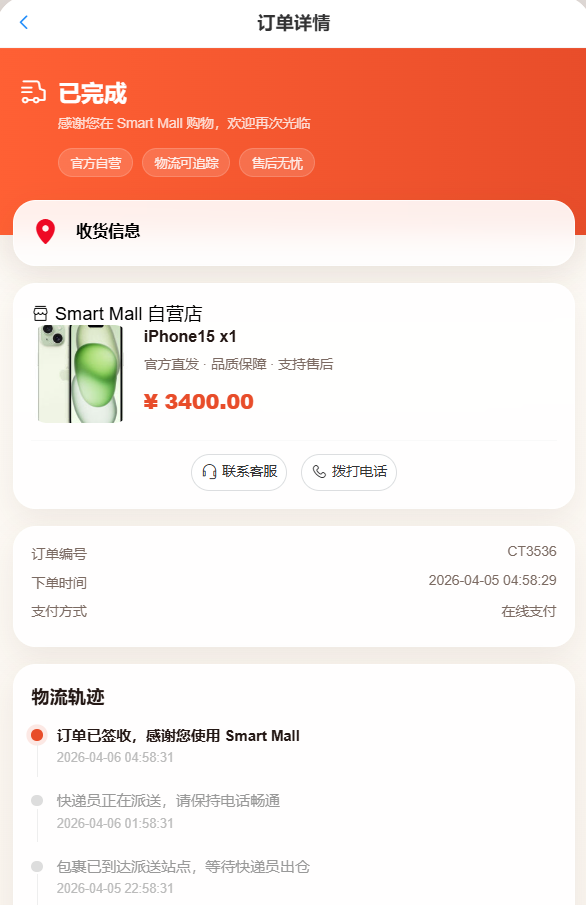 订单详情
已完成
感谢您在 Smart Mall 购物，欢迎再次光临
官方自营 物流可追踪 售后无忧
收货信息
Smart Mall 自营店
iPhone15 x1
官方直发 · 品质保障 · 支持售后
¥ 3400.00
联系客服 拨打电话
订单编号 CT3536
下单时间 2026-04-05 04:58:29
支付方式 在线支付
物流轨迹
订单已签收，感谢您使用 Smart Mall
2026-04-06 04:58:31
快递员正在派送，请保持电话畅通
2026-04-06 01:58:31
包裹已到达派送站点，等待快递员出仓
2026-04-05 22:58:31